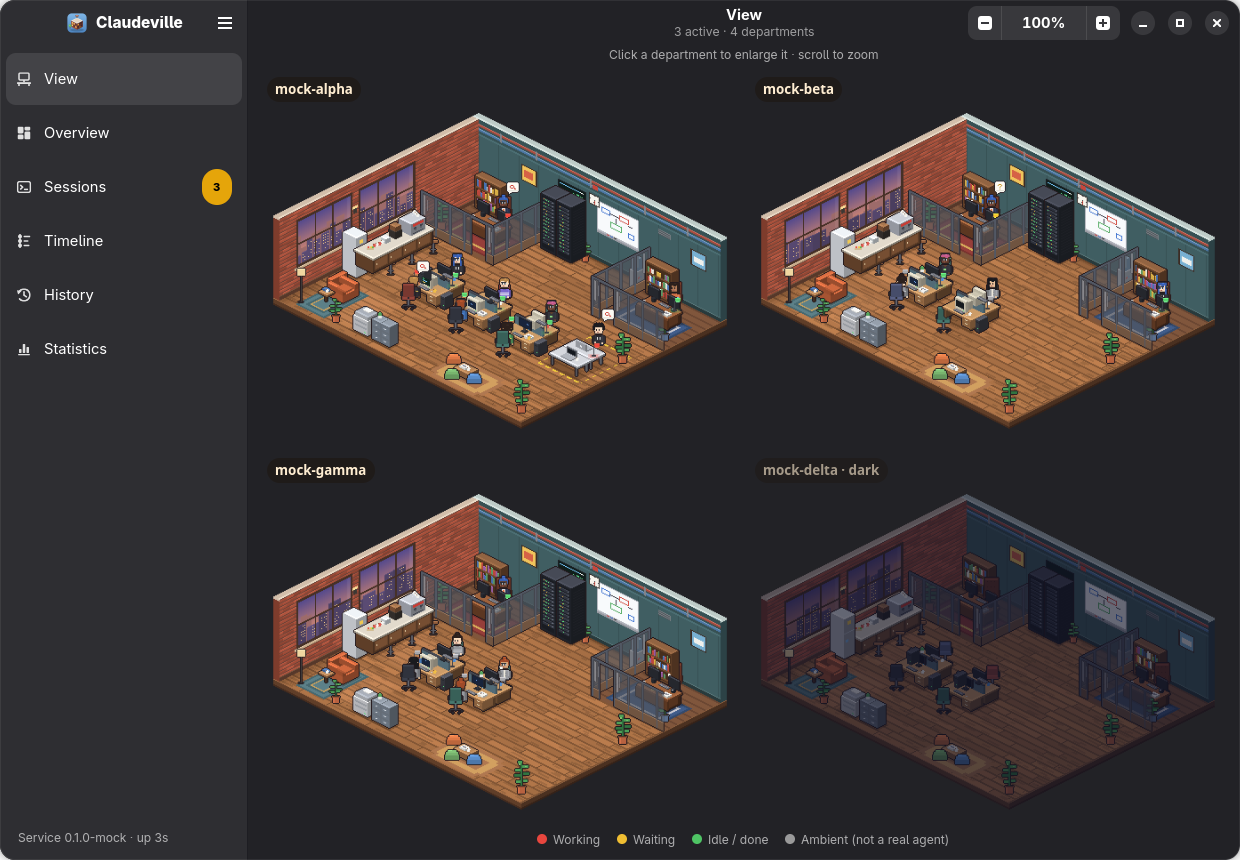 Claudeville
View
3 active · 4 departments
100%
Click a department to enlarge it · scroll to zoom
View
Overview
Sessions
3
Timeline
History
Statistics
mock-alpha
mock-beta
?
mock-gamma
mock-delta · dark
Service 0.1.0-mock · up 3s
Working
Waiting
Idle / done
Ambient (not a real agent)